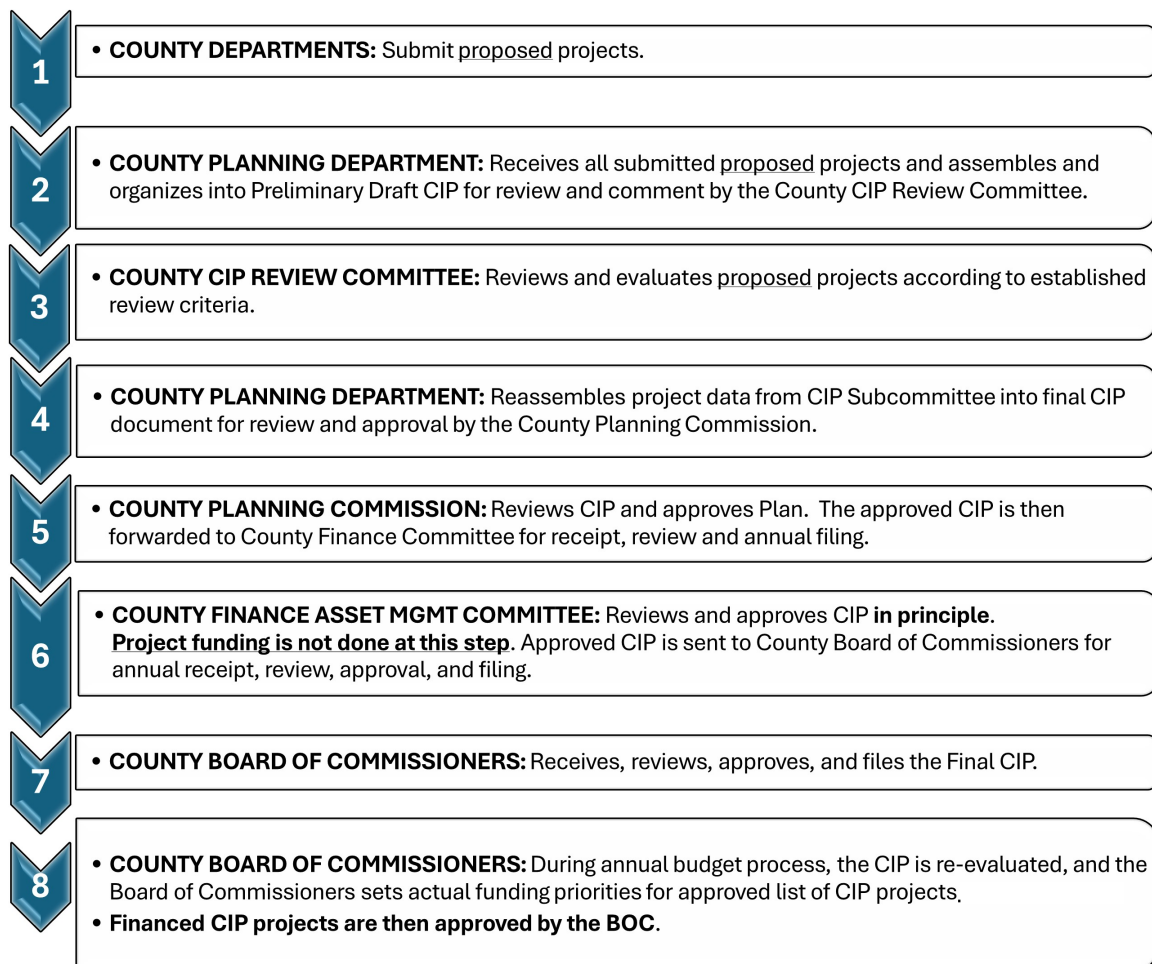 1
• COUNTY DEPARTMENTS: Submit proposed projects.
2
• COUNTY PLANNING DEPARTMENT: Receives all submitted proposed projects and assembles and
organizes into Preliminary Draft CIP for review and comment by the County CIP Review Committee.
3
• COUNTY CIP REVIEW COMMITTEE: Reviews and evaluates proposed projects according to established
review criteria.
4
• COUNTY PLANNING DEPARTMENT: Reassembles project data from CIP Subcommittee into final CIP
document for review and approval by the County Planning Commission.
5
• COUNTY PLANNING COMMISSION: Reviews CIP and approves Plan.  The approved CIP is then
forwarded to County Finance Committee for receipt, review and annual filing.
6
• COUNTY FINANCE ASSET MGMT COMMITTEE: Reviews and approves CIP in principle.
Project funding is not done at this step. Approved CIP is sent to County Board of Commissioners for
annual receipt, review, approval, and filing.
7
• COUNTY BOARD OF COMMISSIONERS: Receives, reviews, approves, and files the Final CIP.
8
• COUNTY BOARD OF COMMISSIONERS: During annual budget process, the CIP is re-evaluated, and the
Board of Commissioners sets actual funding priorities for approved list of CIP projects.
• Financed CIP projects are then approved by the BOC.